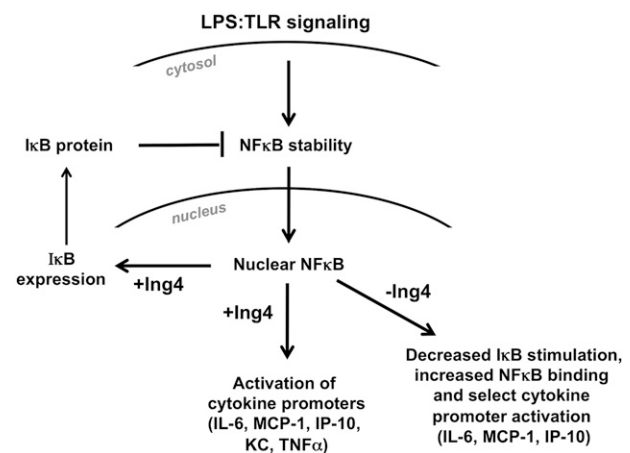 LPS:TLR signaling
cytosol
IκB protein
NFκB stability
nucleus
IκB
expression
+Ing4
Nuclear NFκB
-Ing4
+Ing4
Activation of
cytokine promoters
(IL-6, MCP-1, IP-10,
KC, TNFα)
Decreased IκB stimulation,
increased NFκB binding
and select cytokine
promoter activation
(IL-6, MCP-1, IP-10)